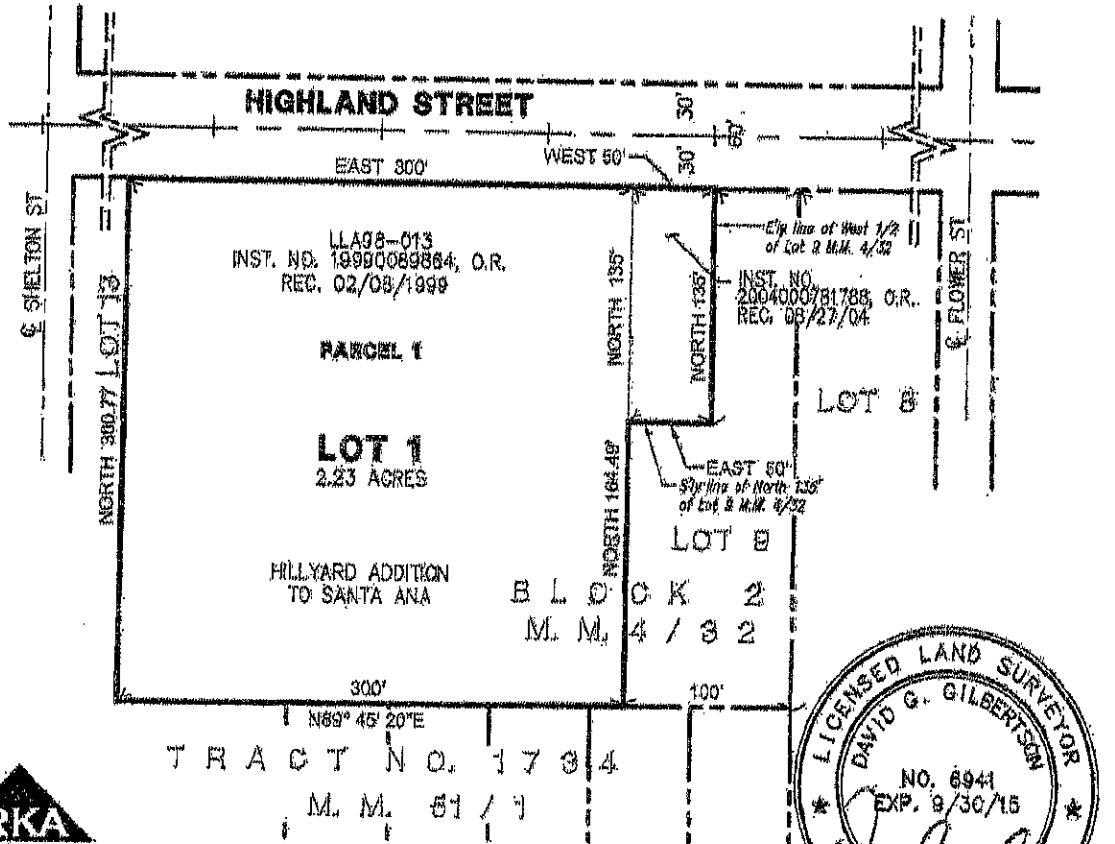 HIGHLAND STREET
30'
60'
30'
WEST 50'
EAST 300'
℄ SHELTON ST
LOT 13
NORTH 300.77
LLA98-013
INST. NO. 19990089864, O.R.
REC. 02/08/1999
PARCEL 1
LOT 1
2.23 ACRES
HILLYARD ADDITION
TO SANTA ANA
NORTH 135'
NORTH 135'
E'ly line of West 1/2
of Lot 9 M.M. 4/32
INST. NO.
2004000781788, O.R.
REC. 08/27/04
℄ FLOWER ST
LOT 8
EAST 50'
S'ly line of North 135'
of Lot 9 M.M. 4/32
NORTH 164.49'
LOT 9
BLOCK 2
M. M. 4/32
300'
N89° 45' 20"E
100'
TRACT NO. 1734
M. M. 61/1
RKA
LICENSED LAND SURVEYOR
DAVID G. GILBERTSON
NO. 6941
EXP. 9/30/15